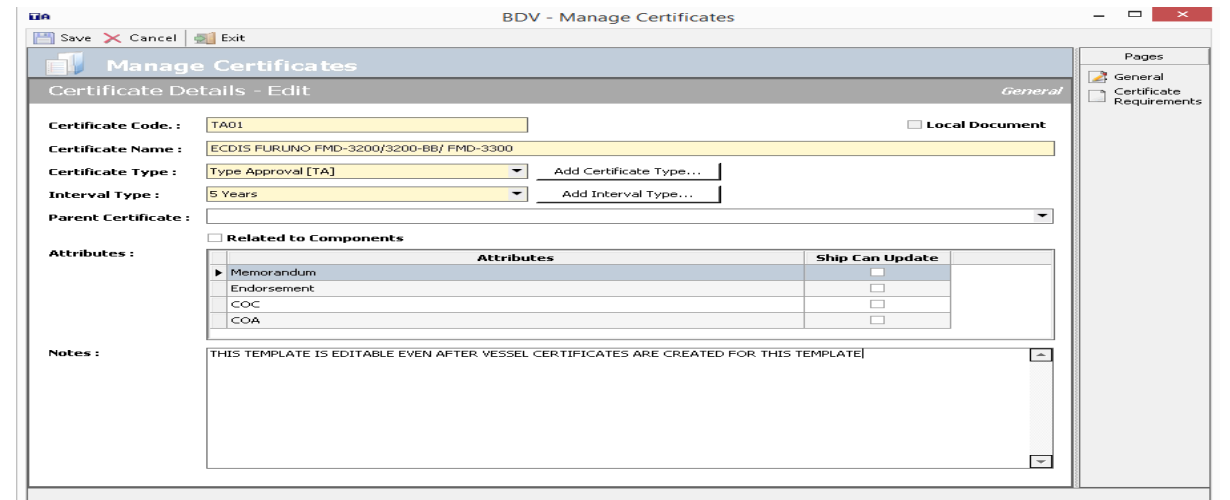 TA
BDV - Manage Certificates
Save Cancel Exit
Manage Certificates
Certificate Details - Edit General
Pages
General
Certificate
Requirements
Certificate Code. : TA01 Local Document
Certificate Name : ECDIS FURUNO FMD-3200/3200-BB/ FMD-3300
Certificate Type : Type Approval [TA] Add Certificate Type...
Interval Type : 5 Years Add Interval Type...
Parent Certificate :
Related to Components
Attributes : Attributes Ship Can Update
Memorandum
Endorsement
COC
COA
Notes : THIS TEMPLATE IS EDITABLE EVEN AFTER VESSEL CERTIFICATES ARE CREATED FOR THIS TEMPLATE